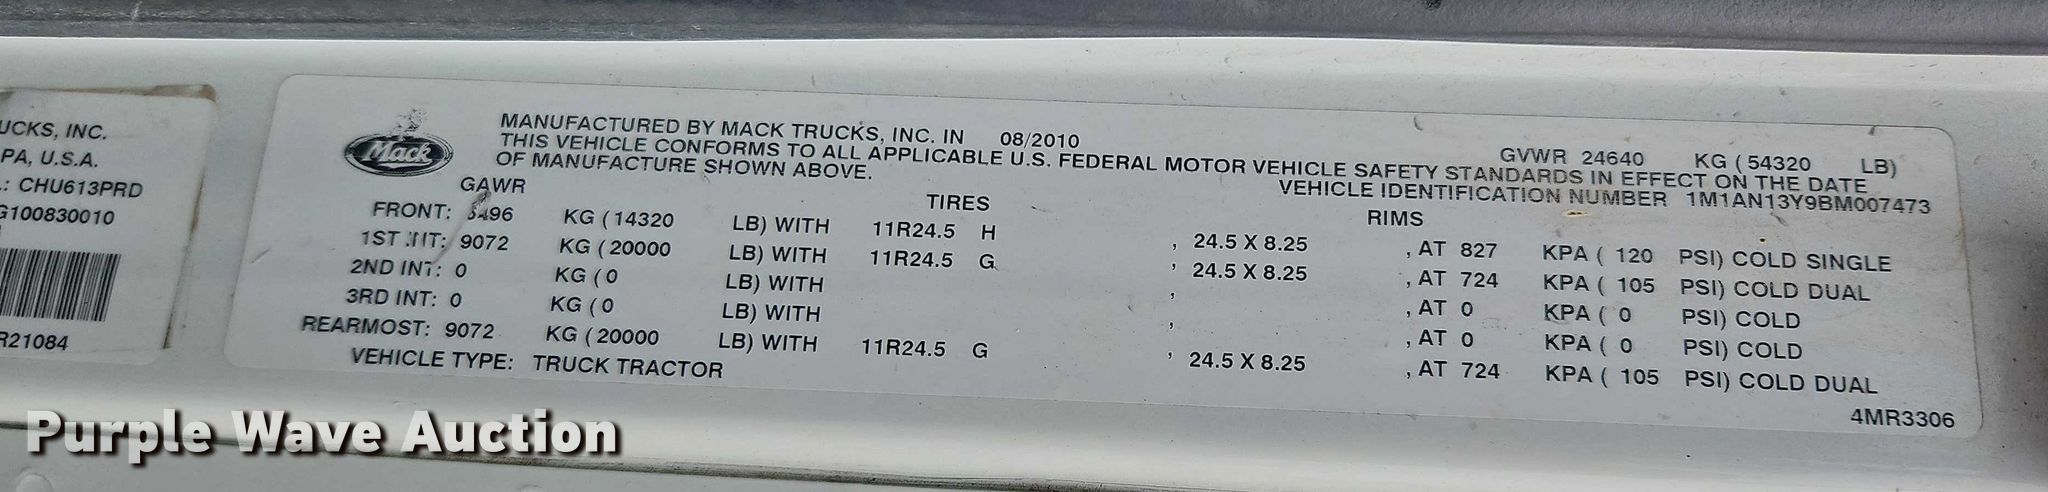 UCKS, INC.
PA, U.S.A.
.: CHU613PRD
G100830010
R21084
Mack
MANUFACTURED BY MACK TRUCKS, INC. IN 08/2010 GVWR 24640 KG ( 54320 LB)
THIS VEHICLE CONFORMS TO ALL APPLICABLE U.S. FEDERAL MOTOR VEHICLE SAFETY STANDARDS IN EFFECT ON THE DATE
OF MANUFACTURE SHOWN ABOVE. VEHICLE IDENTIFICATION NUMBER 1M1AN13Y9BM007473
GAWR TIRES RIMS
FRONT: 6496 KG ( 14320 LB) WITH 11R24.5 H , 24.5 X 8.25 , AT 827 KPA ( 120 PSI) COLD SINGLE
1ST INT: 9072 KG ( 20000 LB) WITH 11R24.5 G , 24.5 X 8.25 , AT 724 KPA ( 105 PSI) COLD DUAL
2ND INT: 0 KG ( 0 LB) WITH , , AT 0 KPA ( 0 PSI) COLD
3RD INT: 0 KG ( 0 LB) WITH , , AT 0 KPA ( 0 PSI) COLD
REARMOST: 9072 KG ( 20000 LB) WITH 11R24.5 G , 24.5 X 8.25 , AT 724 KPA ( 105 PSI) COLD DUAL
VEHICLE TYPE: TRUCK TRACTOR
4MR3306
Purple Wave Auction